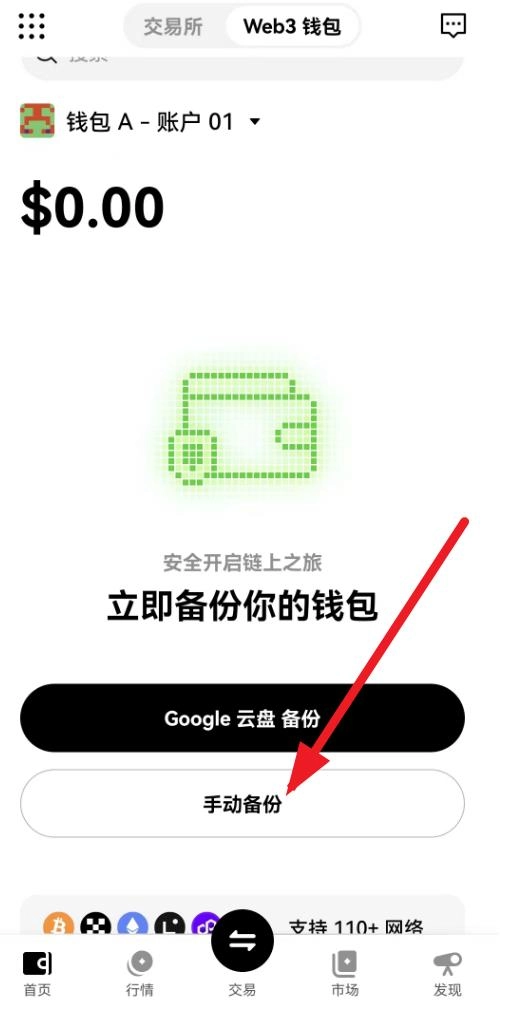 交易所 Web3 钱包
搜索
钱包 A - 账户 01
$0.00
安全开启链上之旅
立即备份你的钱包
Google 云盘 备份
手动备份
支持 110+ 网络
首页 行情 交易 市场 发现